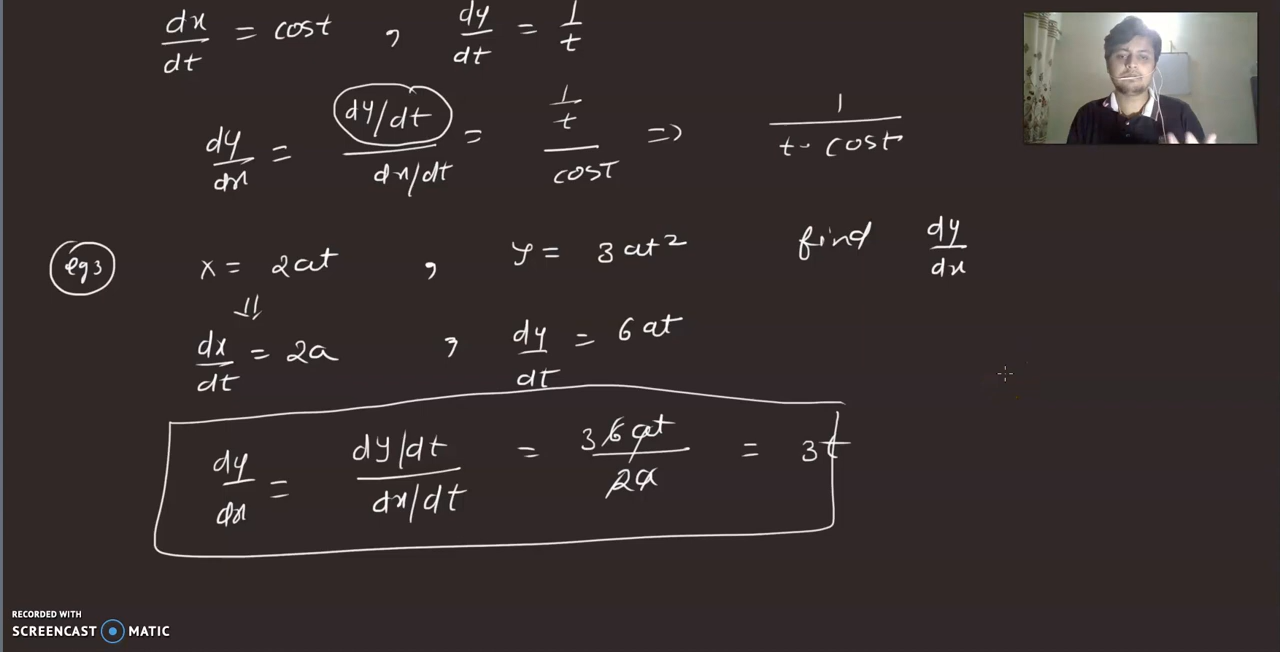 dx/dt = cost , dy/dt = 1/t
dy/dx = (dy/dt)/(dx/dt) = (1/t)/cost => 1/(t· cost)
eg3 x = 2at , y = 3at² find dy/dx
⇓
dx/dt = 2a , dy/dt = 6at
dy/dx = (dy/dt)/(dx/dt) = 3 6at/2a = 3t
RECORDED WITH
SCREENCAST MATIC